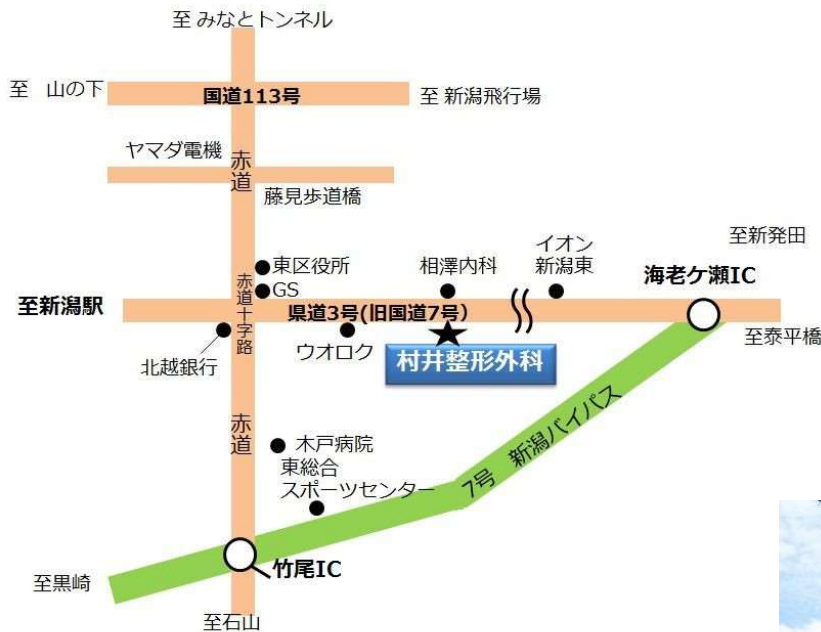 至 みなとトンネル
至　山の下
国道113号
至 新潟飛行場
ヤマダ電機
赤道
藤見歩道橋
東区役所
GS
相澤内科
イオン
新潟東
至新発田
海老ケ瀬IC
至新潟駅
赤道十字路
県道3号(旧国道7号)
至泰平橋
北越銀行
ウオロク
村井整形外科
赤道
木戸病院
東総合
スポーツセンター
7号　新潟バイパス
竹尾IC
至黒崎
至石山